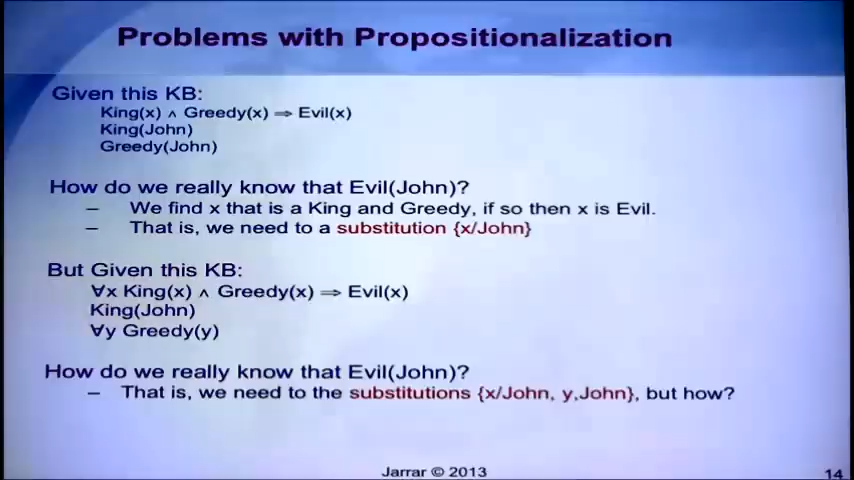 Problems with Propositionalization
Given this KB:
King(x) ∧ Greedy(x) ⇒ Evil(x)
King(John)
Greedy(John)
How do we really know that Evil(John)?
– We find x that is a King and Greedy, if so then x is Evil.
– That is, we need to a substitution {x/John}
But Given this KB:
∀x King(x) ∧ Greedy(x) ⇒ Evil(x)
King(John)
∀y Greedy(y)
How do we really know that Evil(John)?
– That is, we need to the substitutions {x/John, y,John}, but how?
Jarrar © 2013
14